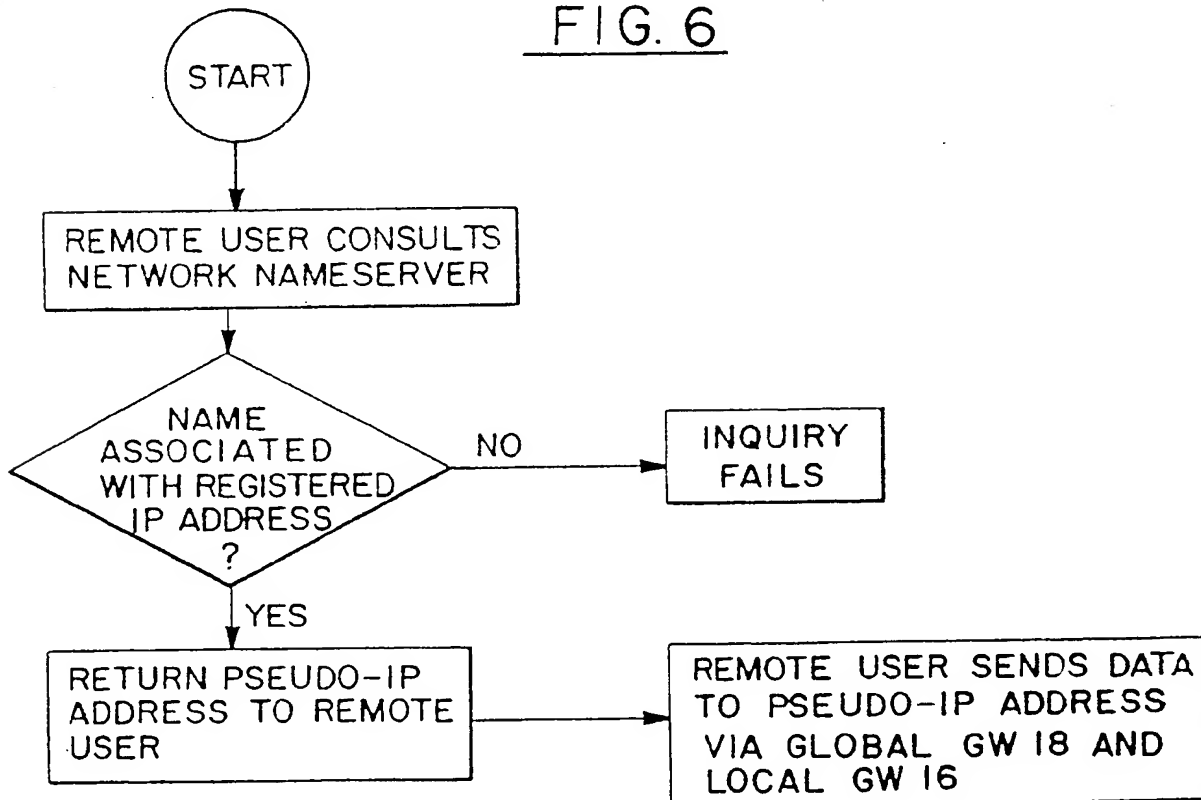 FIG. 6
START
REMOTE USER CONSULTS
NETWORK NAMESERVER
NAME
ASSOCIATED
WITH REGISTERED
IP ADDRESS
?
NO
INQUIRY
FAILS
YES
RETURN PSEUDO-IP
ADDRESS TO REMOTE
USER
REMOTE USER SENDS DATA
TO PSEUDO-IP ADDRESS
VIA GLOBAL GW 18 AND
LOCAL GW 16